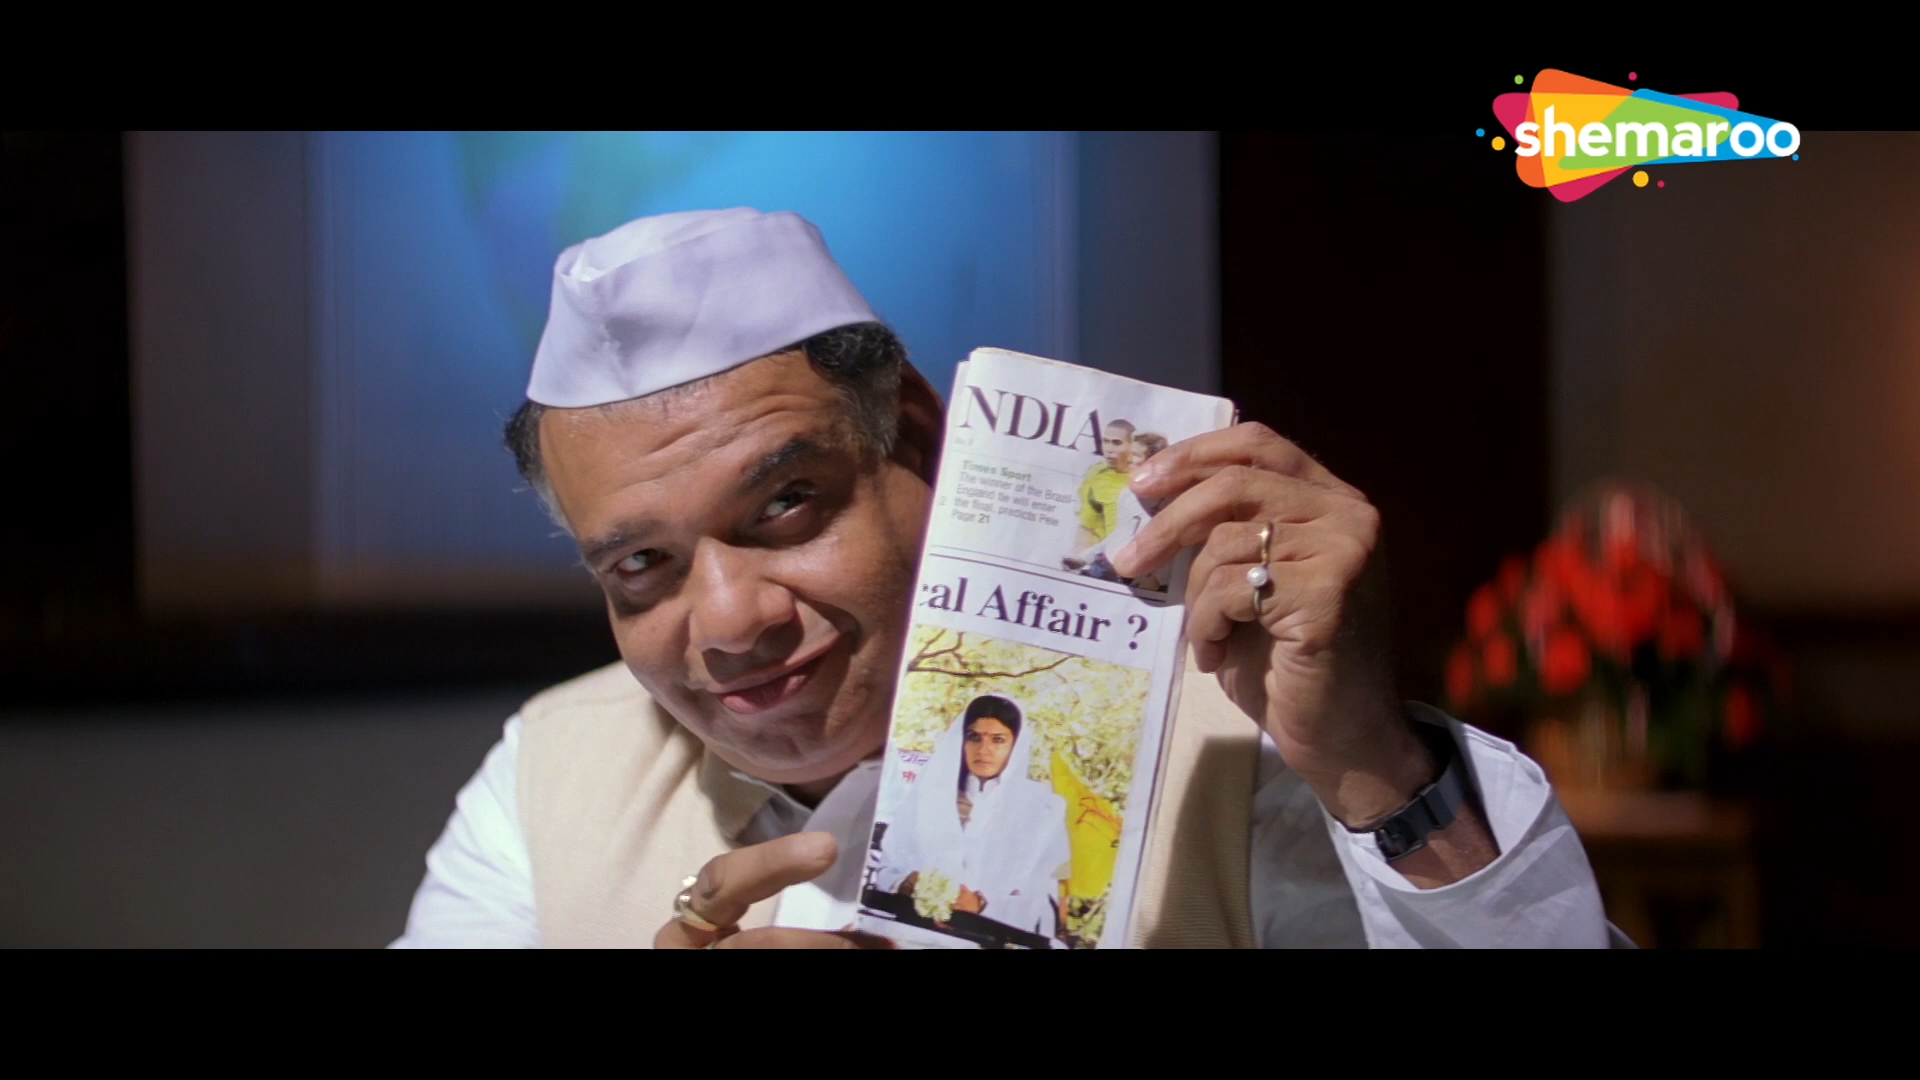 shemaroo
NDIA
Times Sport
The winner of the Brazil-
England tie will enter
the final, predicts Pele
Page 21
al Affair ?